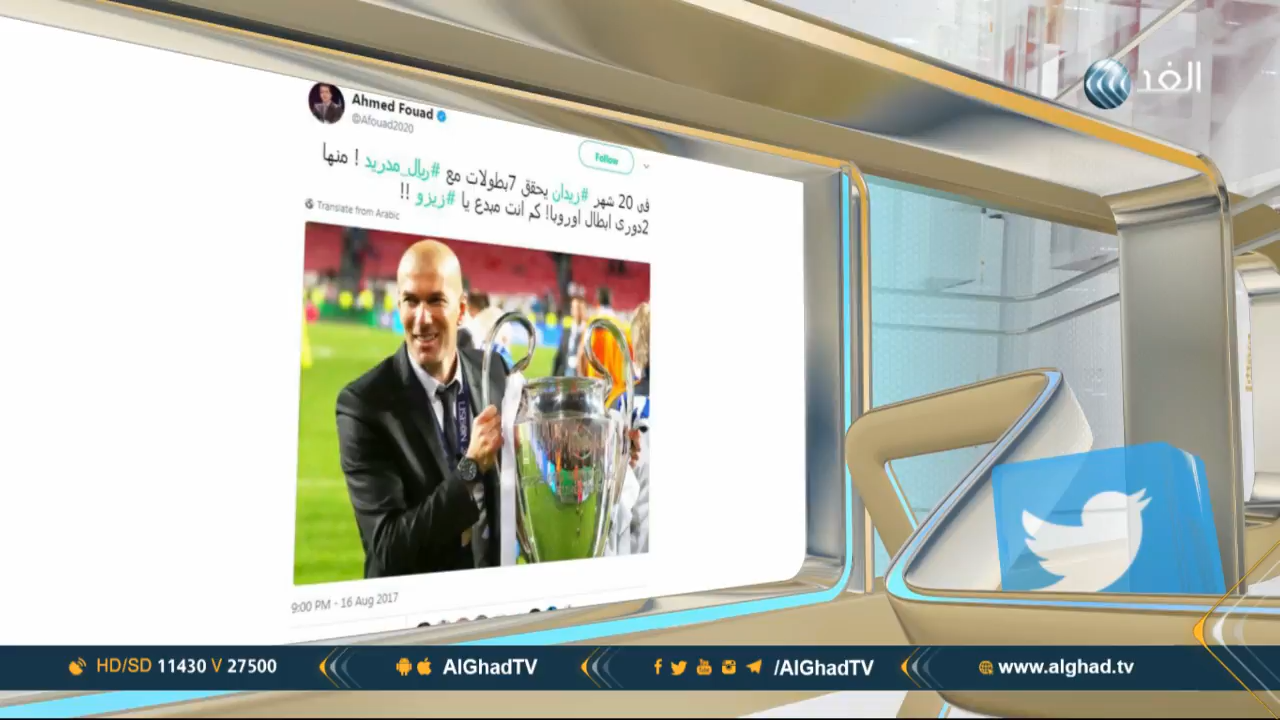 الغد
Ahmed Fouad
@Afouad2020
Follow
في 20 شهر #زيدان يحقق 7بطولات مع #ريال_مدريد ! منها
2دورى ابطال اوروبا! كم انت مبدع يا #زيزو !!
Translate from Arabic
9:00 PM - 16 Aug 2017
HD/SD 11430 V 27500
AlGhadTV
/AlGhadTV
www.alghad.tv